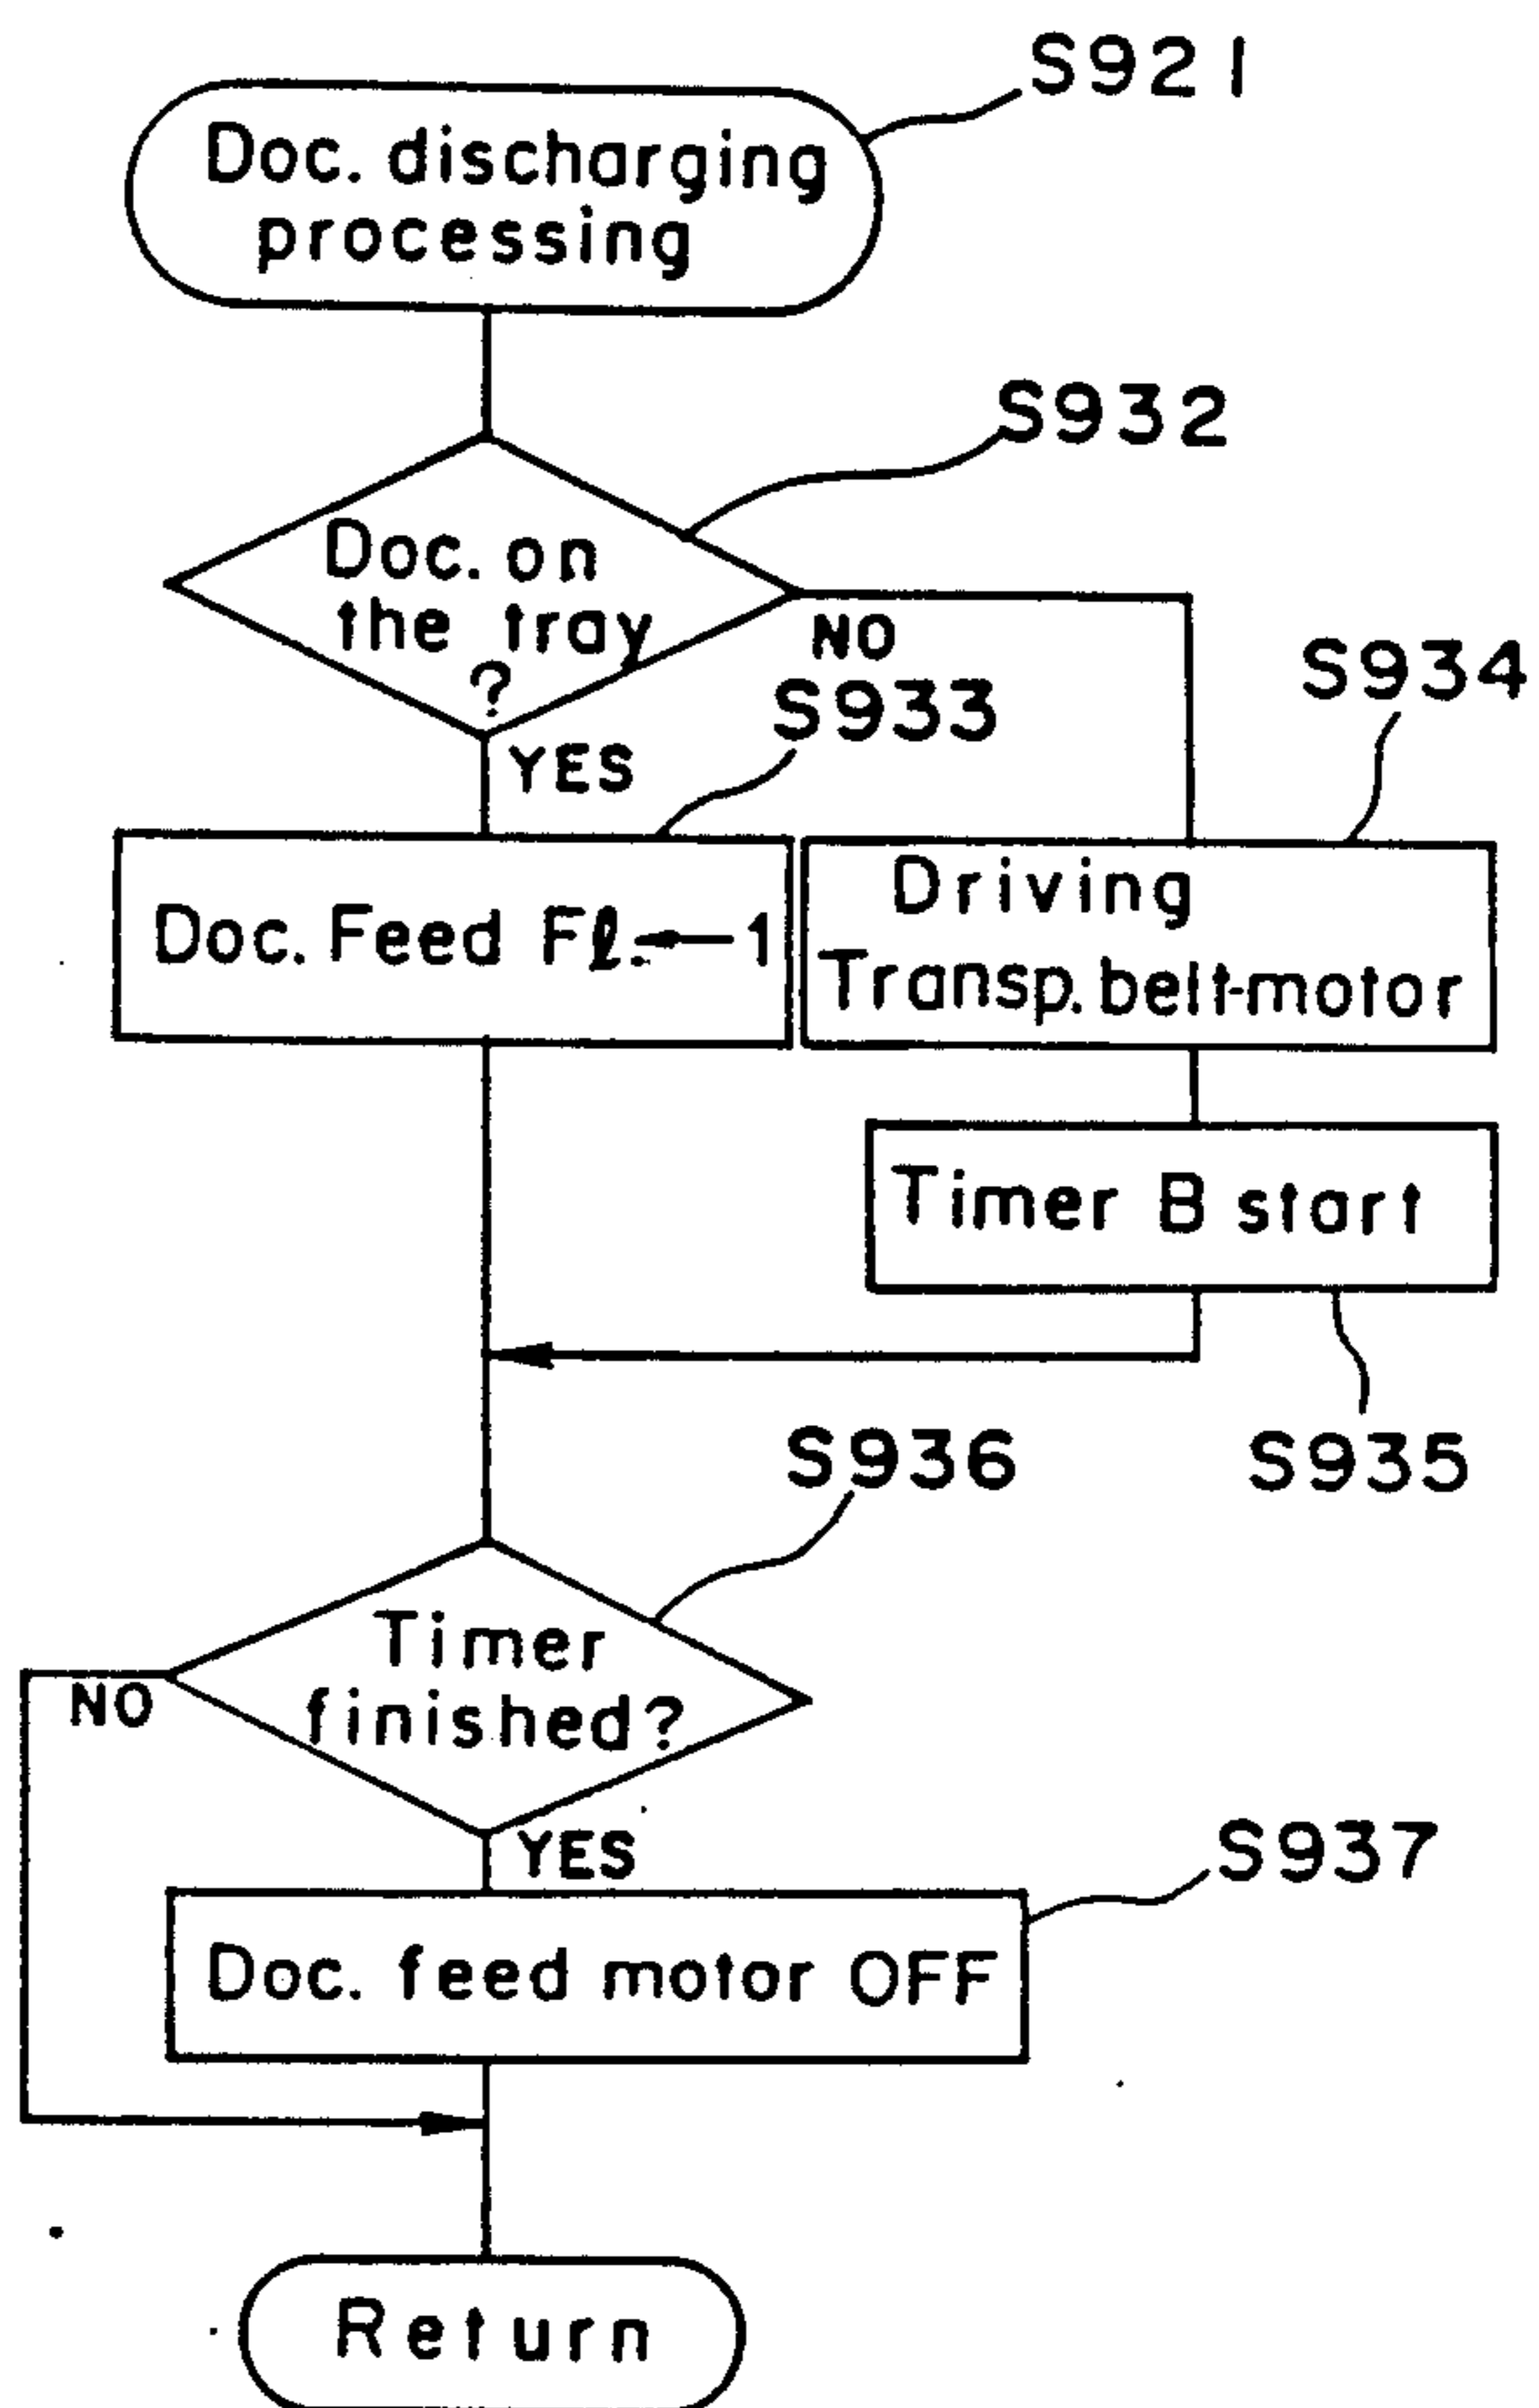 S921
Doc. discharging
processing
S932
Doc. on
the tray
?
NO
S933
S934
YES
Doc. Feed Fl. ← 1
Driving
Transp. belt-motor
Timer B start
S935
S936
Timer
finished?
NO
YES
S937
Doc. feed motor OFF
Return